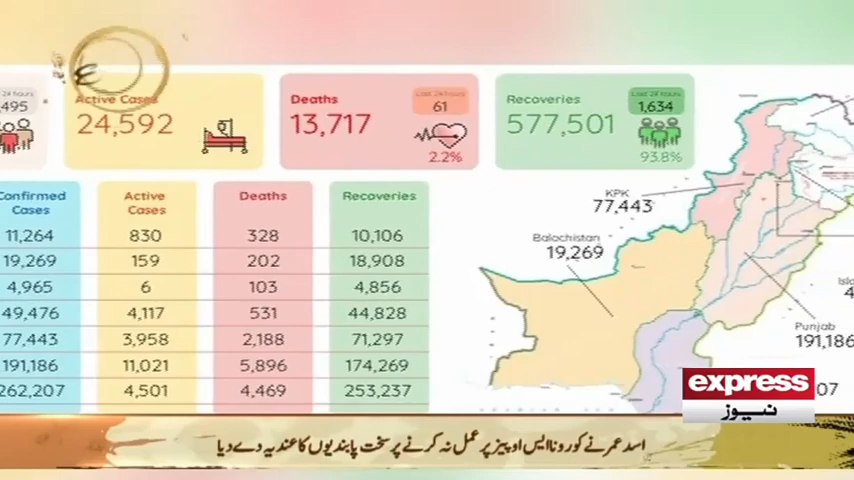 24 hours
,495
Active Cases
24,592
Deaths
13,717
Last 24 hours
61
2.2%
Recoveries
577,501
Last 24 hours
1,634
93.8%
Confirmed Cases Active Cases Deaths Recoveries
11,264 830 328 10,106
19,269 159 202 18,908
4,965 6 103 4,856
49,476 4,117 531 44,828
77,443 3,958 2,188 71,297
191,186 11,021 5,896 174,269
262,207 4,501 4,469 253,237
KPK
77,443
Balochistan
19,269
Punjab
191,186
07
express
نیوز
اسد عمر نے کورونا ایس او پیز پر عمل نہ کرنے پر سخت پابندیوں کا عندیہ دے دیا